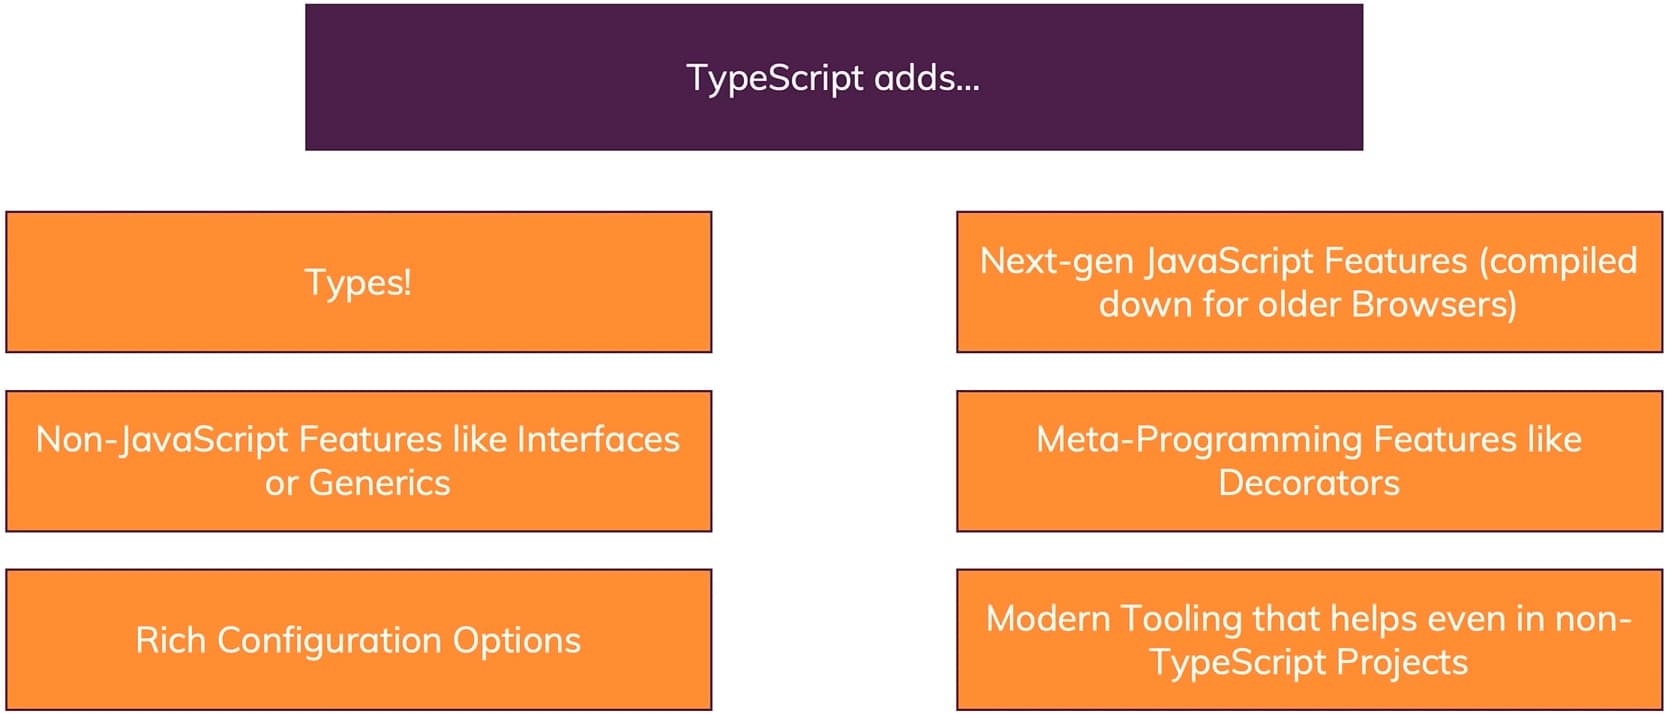 TypeScript adds...
Types!
Next-gen JavaScript Features (compiled
down for older Browsers)
Non-JavaScript Features like Interfaces
or Generics
Meta-Programming Features like
Decorators
Rich Configuration Options
Modern Tooling that helps even in non-
TypeScript Projects